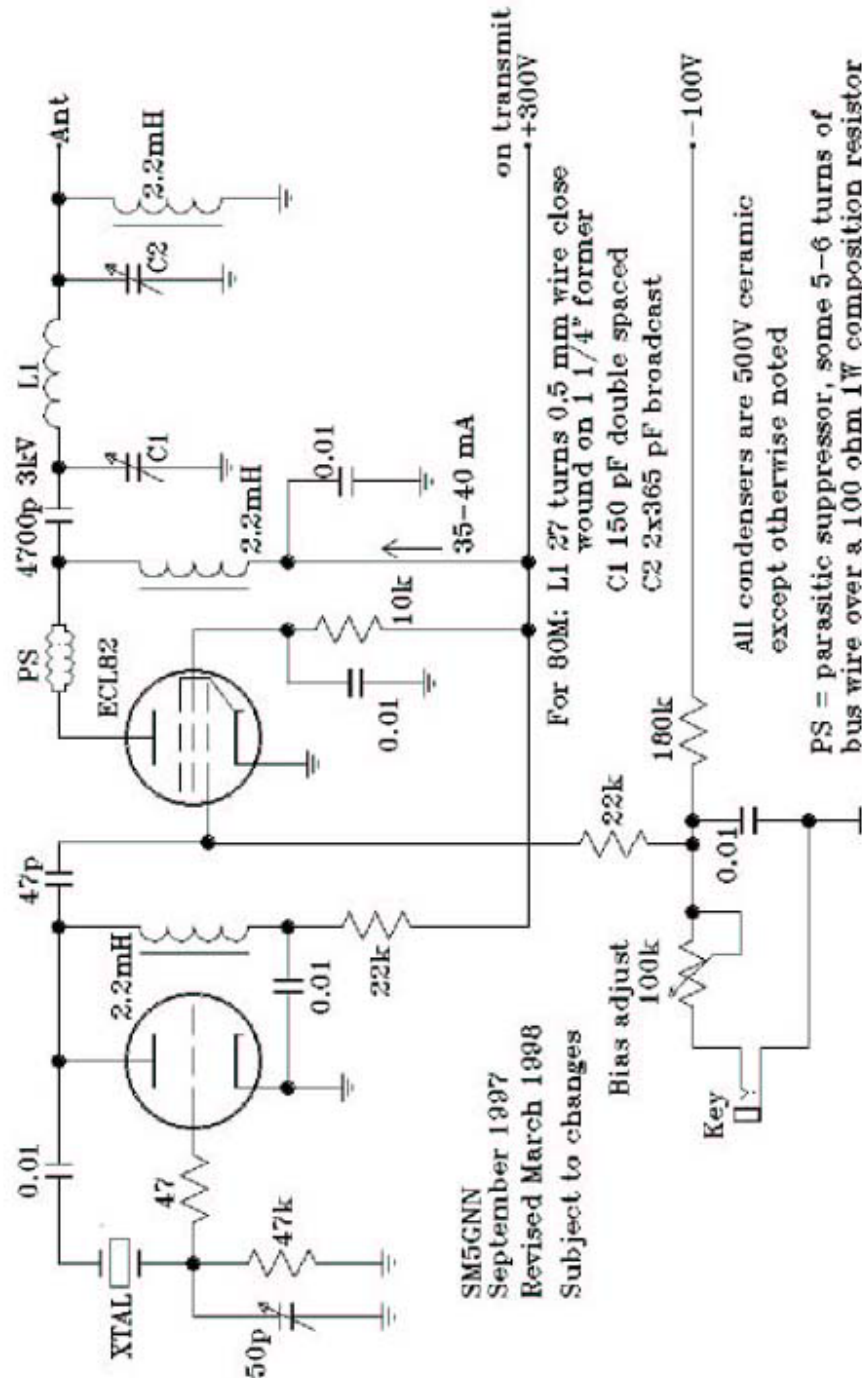 XTAL
50p
0.01
47
47k
2.2mH
0.01
22k
47p
ECL82
PS
4700p 3kV
L1
Ant
C1
C2
2.2mH
2.2mH
0.01
35-40 mA
10k
0.01
on transmit
+300V
For 80M: L1 27 turns 0.5 mm wire close
wound on 1 1/4" former
C1 150 pF double spaced
C2 2x365 pF broadcast
SM5GNN
September 1997
Revised March 1998
Subject to changes
Bias adjust
100k
Key
22k
180k
0.01
-100V
All condensers are 500V ceramic
except otherwise noted
PS = parasitic suppressor, some 5-6 turns of
bus wire over a 100 ohm 1W composition resistor